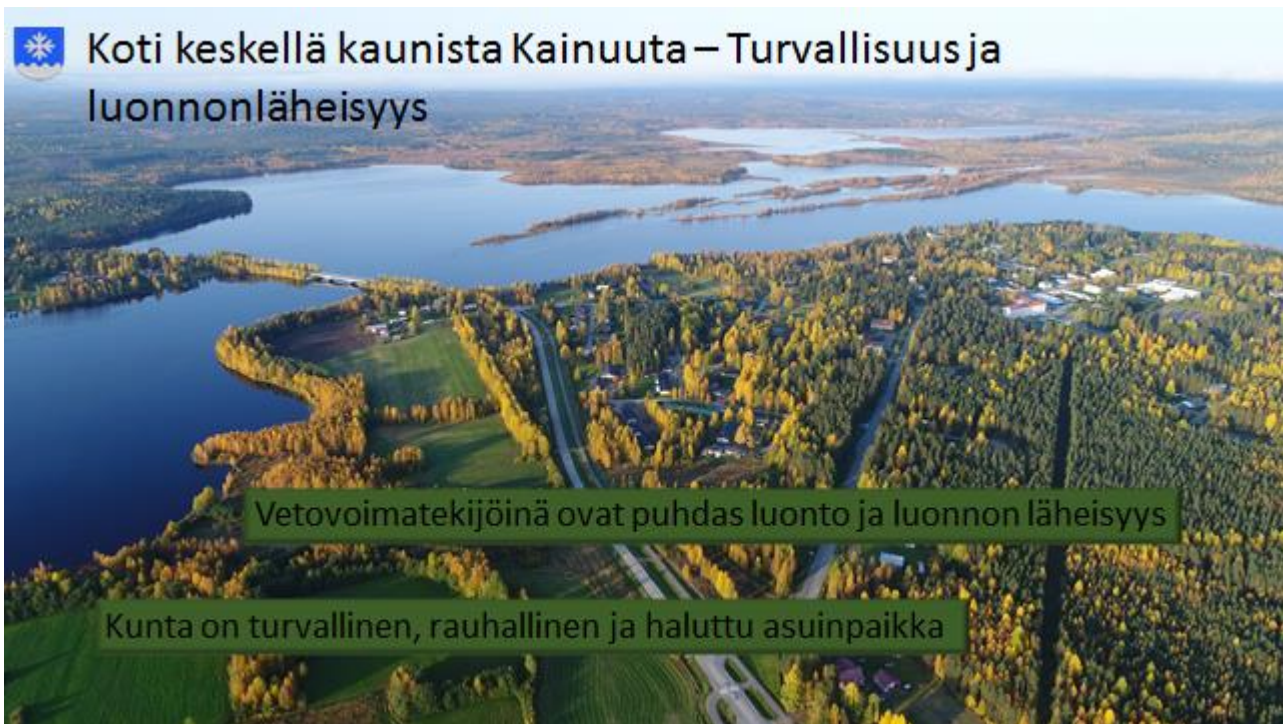 Koti keskellä kaunista Kainuuta – Turvallisuus ja
luonnonläheisyys
Vetovoimatekijöinä ovat puhdas luonto ja luonnon läheisyys
Kunta on turvallinen, rauhallinen ja haluttu asuinpaikka